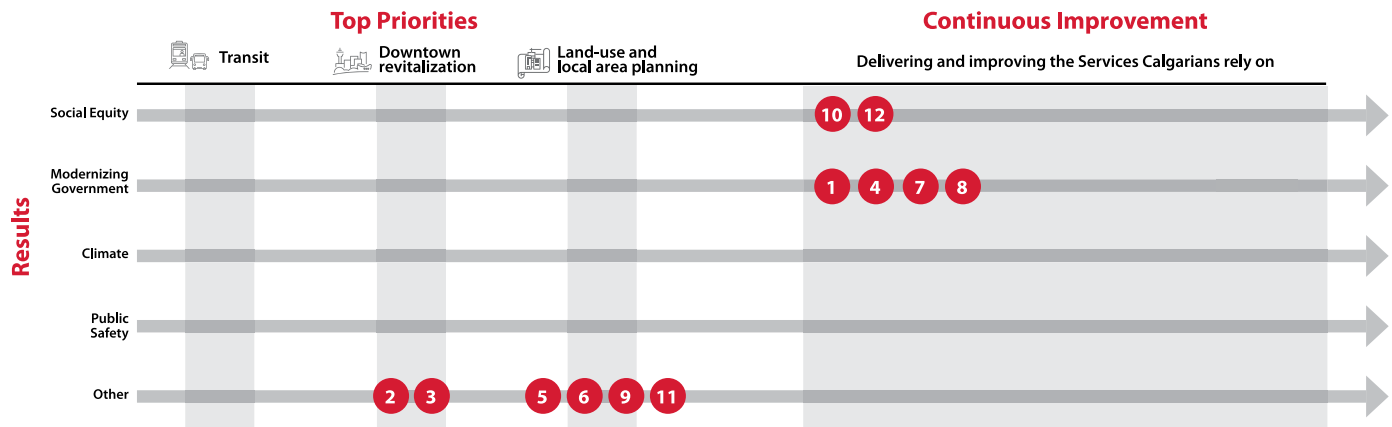 Top Priorities
Continuous Improvement
Transit
Downtown
revitalization
Land-use and
local area planning
Delivering and improving the Services Calgarians rely on
Results
Social Equity
10 12
Modernizing
Government
1 4 7 8
Climate
Public
Safety
Other
2 3 5 6 9 11